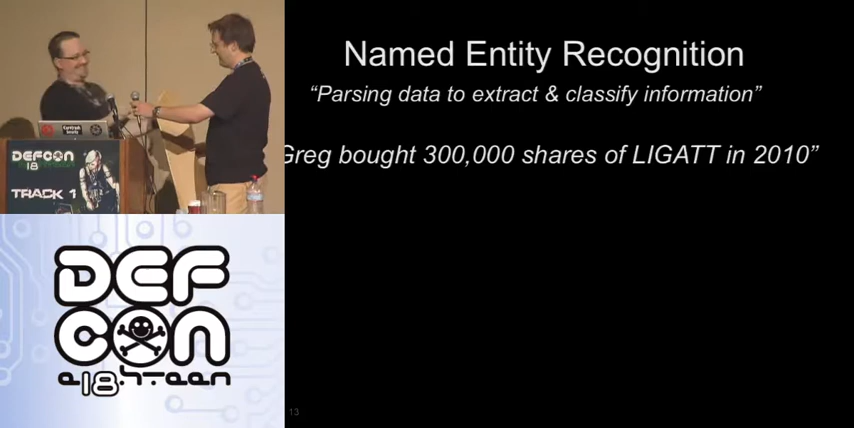 Named Entity Recognition
“Parsing data to extract & classify information”
Greg bought 300,000 shares of LIGATT in 2010”
DEFCON
18
TRACK 1
DEF
CON
e18hteen
13